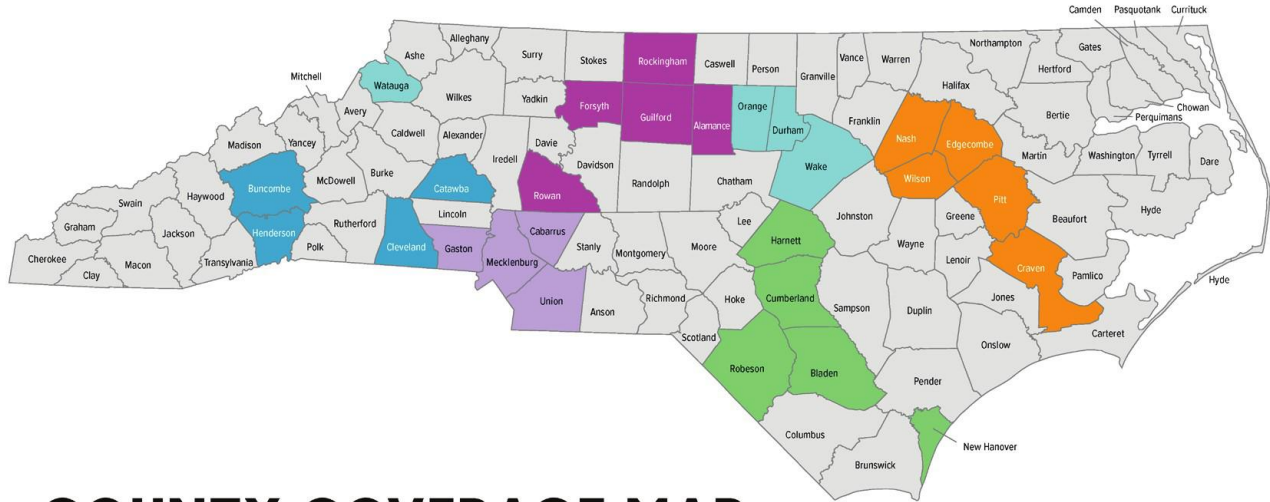 Camden
Pasquotank
Currituck
Alleghany
Ashe
Surry
Stokes
Rockingham
Caswell
Person
Granville
Vance
Warren
Northampton
Gates
Hertford
Mitchell
Watauga
Wilkes
Yadkin
Forsyth
Guilford
Alamance
Orange
Durham
Franklin
Halifax
Nash
Edgecombe
Bertie
Chowan
Perquimans
Avery
Caldwell
Alexander
Davie
Iredell
Davidson
Madison
Yancey
McDowell
Burke
Catawba
Rowan
Randolph
Chatham
Wake
Wilson
Martin
Washington
Tyrrell
Dare
Buncombe
Haywood
Swain
Graham
Cherokee
Clay
Macon
Jackson
Transylvania
Henderson
Polk
Rutherford
Cleveland
Lincoln
Gaston
Mecklenburg
Cabarrus
Union
Stanly
Anson
Montgomery
Richmond
Moore
Lee
Harnett
Johnston
Wayne
Greene
Lenoir
Pitt
Beaufort
Hyde
Craven
Pamlico
Hyde
Jones
Carteret
Hoke
Scotland
Cumberland
Sampson
Duplin
Onslow
Robeson
Bladen
Pender
Columbus
Brunswick
New Hanover
COUNTY COVERAGE MAP